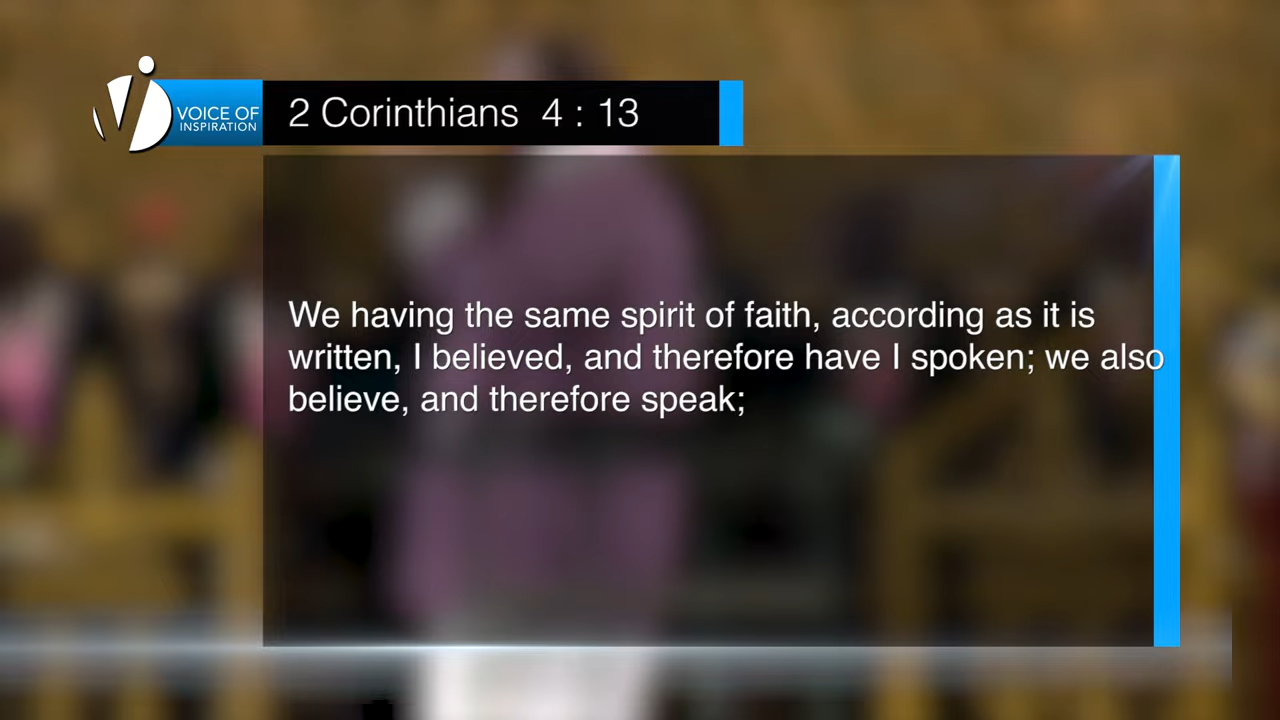 VOICE OF
INSPIRATION
2 Corinthians 4 : 13
We having the same spirit of faith, according as it is
written, I believed, and therefore have I spoken; we also
believe, and therefore speak;